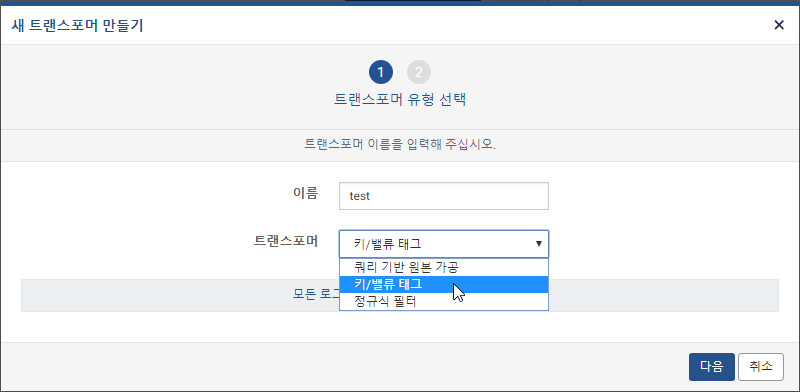 새 트랜스포머 만들기 ×
1 2
트랜스포머 유형 선택
트랜스포머 이름을 입력해 주십시오.
이름 test
트랜스포머 키/밸류 태그
쿼리 기반 원본 가공
키/밸류 태그
모든 로그
정규식 필터
다음 취소